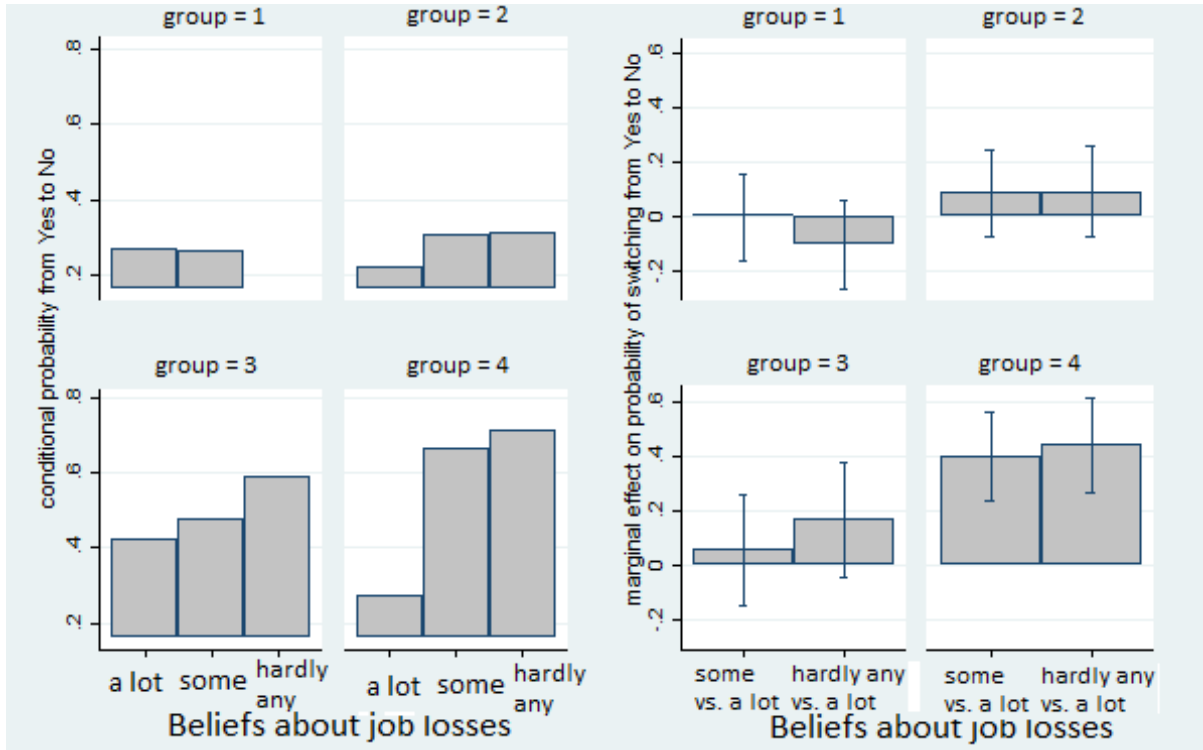 group = 1
group = 2
.8
.6
.4
.2
conditional probability from Yes to No
group = 3
group = 4
.8
.6
.4
.2
a lot
some
hardly any
a lot
some
hardly any
Beliefs about job losses
group = 1
group = 2
.6
.4
.2
0
-.2
marginal effect on probability of switching from Yes to No
group = 3
group = 4
.6
.4
.2
0
-.2
some
vs. a lot
hardly any
vs. a lot
some
vs. a lot
hardly any
vs. a lot
Beliefs about job losses